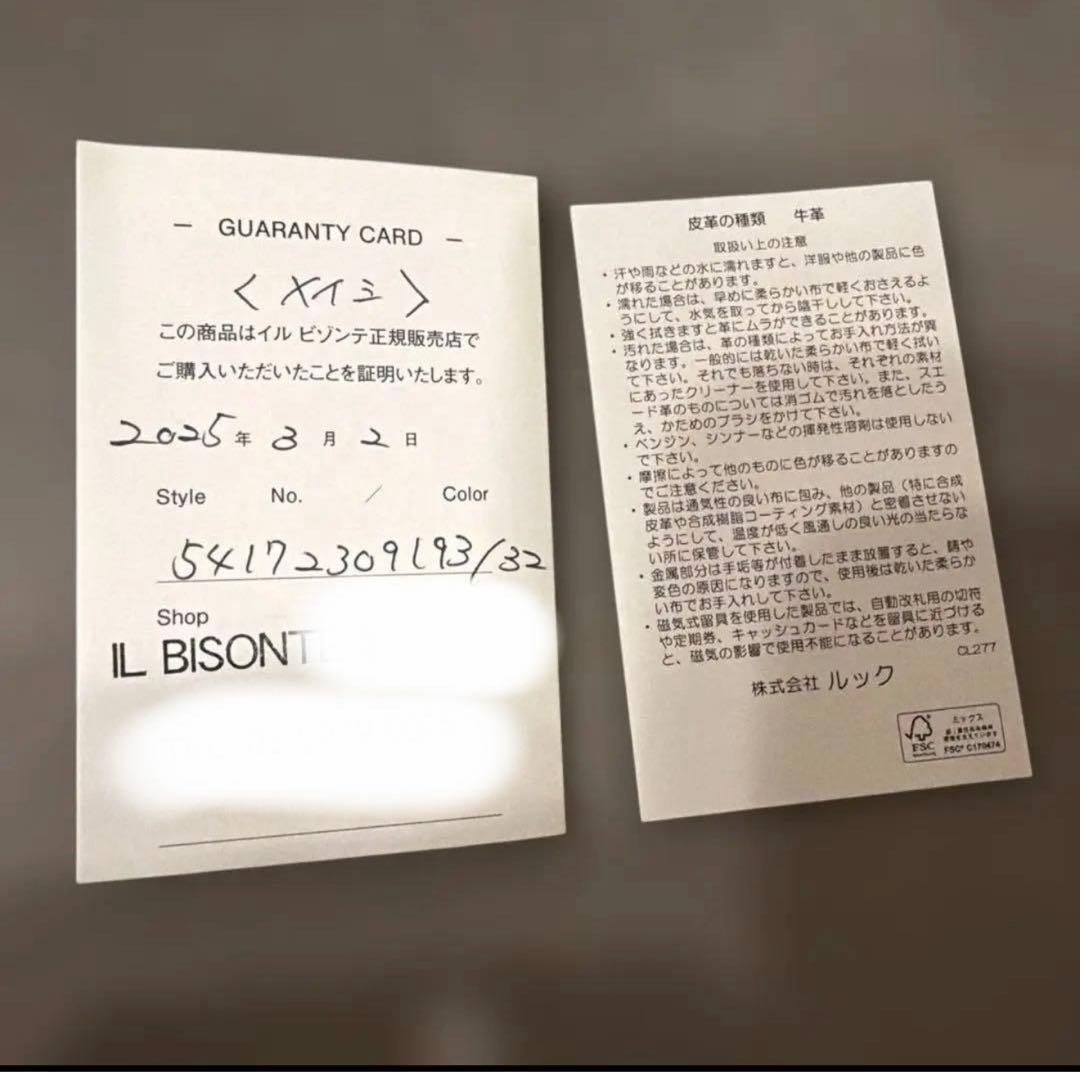 — GUARANTY CARD —
〈メイシ〉
この商品はイル ビゾンテ正規販売店で
ご購入いただいたことを証明いたします。
2025年 3月 2日
Style No. / Color
54172309193/32
Shop
IL BISONT
皮革の種類 牛革
取扱い上の注意
・汗や雨などの水に濡れますと、洋服や他の製品に色
が移ることがあります。
・濡れた場合は、早めに柔らかい布で軽くおさえるよ
うにして、水気を取ってから陰干しして下さい。
・強く拭きますと革にムラができることがあります。
・汚れた場合は、革の種類によってお手入れ方法が異
なります。一般的には乾いた柔らかい布で軽く拭い
て下さい。それでも落ちない時は、それぞれの素材
にあったクリーナーを使用して下さい。また、スエ
ード革のものについては消ゴムで汚れを落としたう
え、かためのブラシをかけて下さい。
・ベンジン、シンナーなどの揮発性溶剤は使用しない
で下さい。
・摩擦によって他のものに色が移ることがありますの
でご注意ください。
・製品は通気性の良い布に包み、他の製品（特に合成
皮革や合成樹脂コーティング素材）と密着させない
ようにして、温度が低く風通しの良い光の当たらな
い所に保管して下さい。
・金属部分は手垢等が付着したまま放置すると、錆や
変色の原因になりますので、使用後は乾いた柔らか
い布でお手入れして下さい。
・磁気式留具を使用した製品では、自動改札用の切符
や定期券、キャッシュカードなどを留具に近づける
と、磁気の影響で使用不能になることがあります。
CL277
株式会社 ルック
FSC
ミックス
FSC® C170474